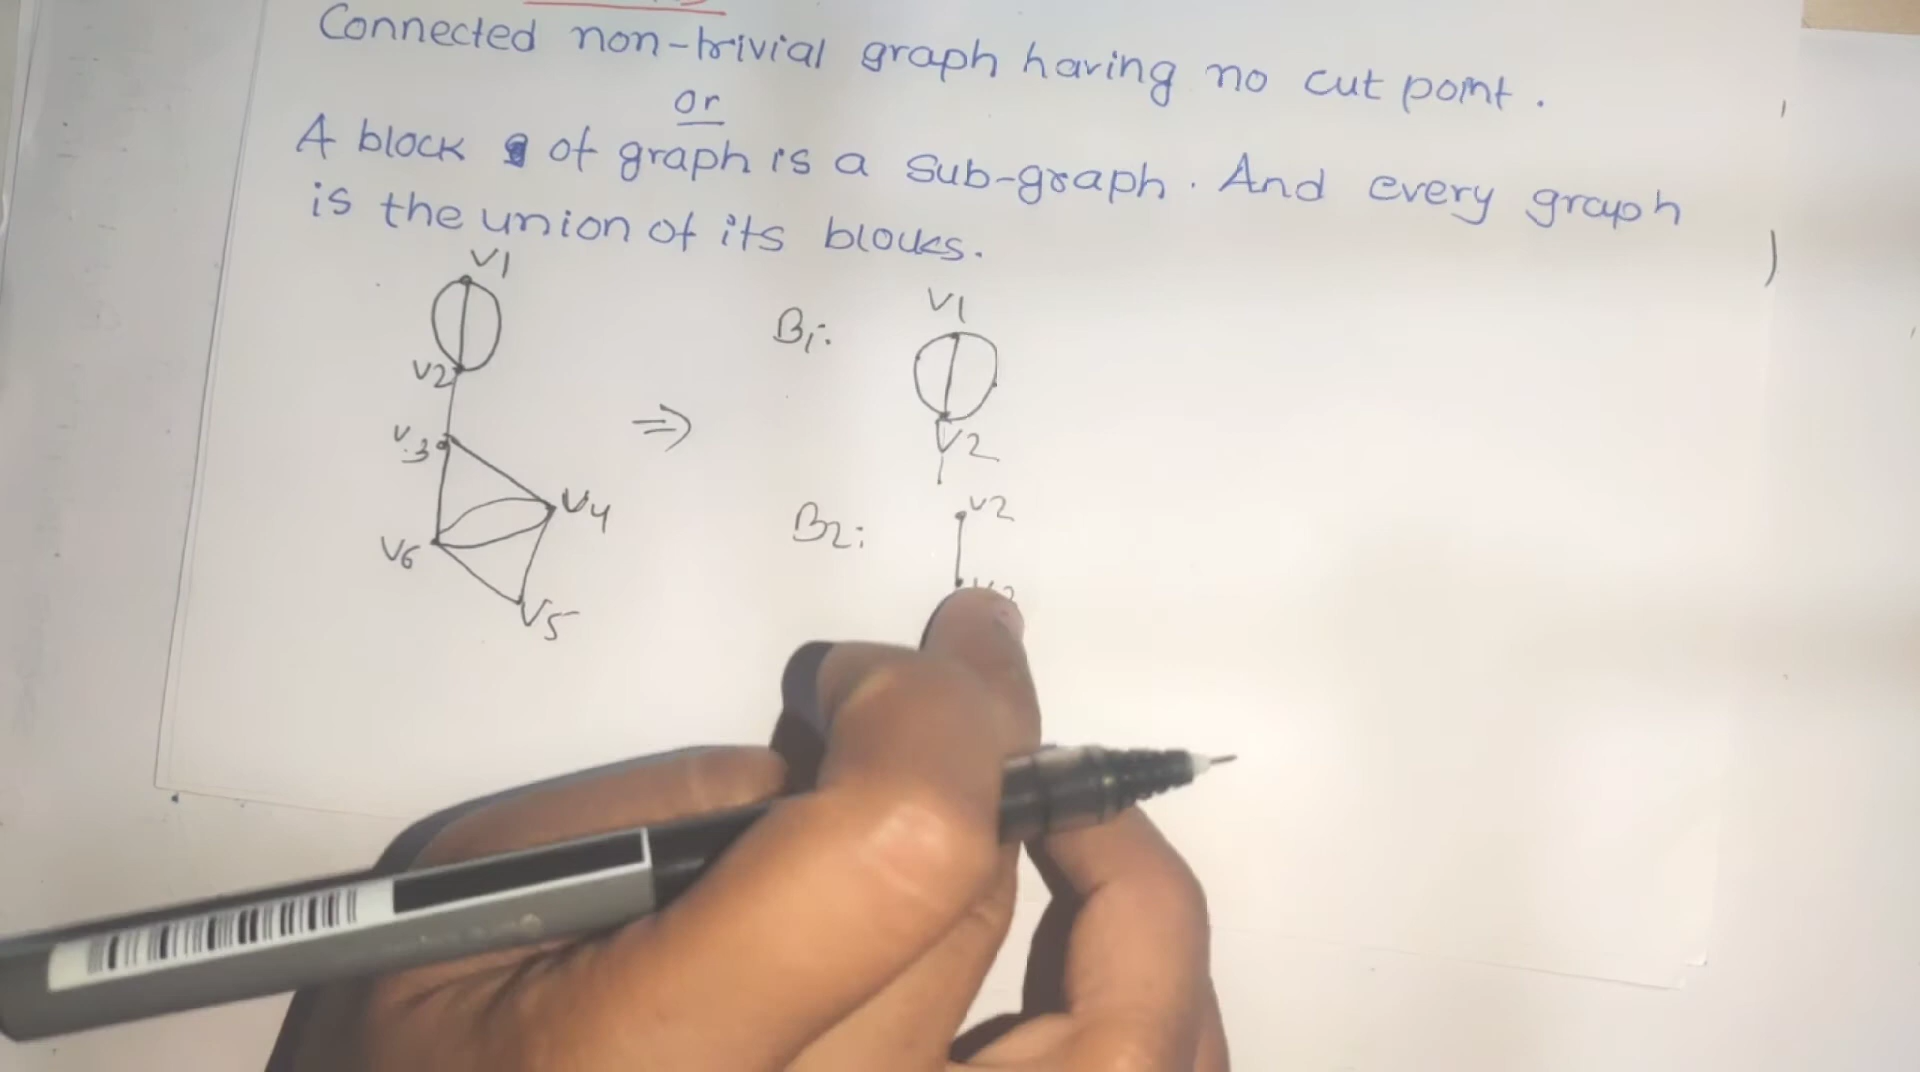 Connected non-trivial graph having no cut point.
or
A block of graph is a sub-graph. And every graph
is the union of its blocks.
V1
V2
V3
V4
V6
V5
⇒
B1:
V1
V2
B2:
V2